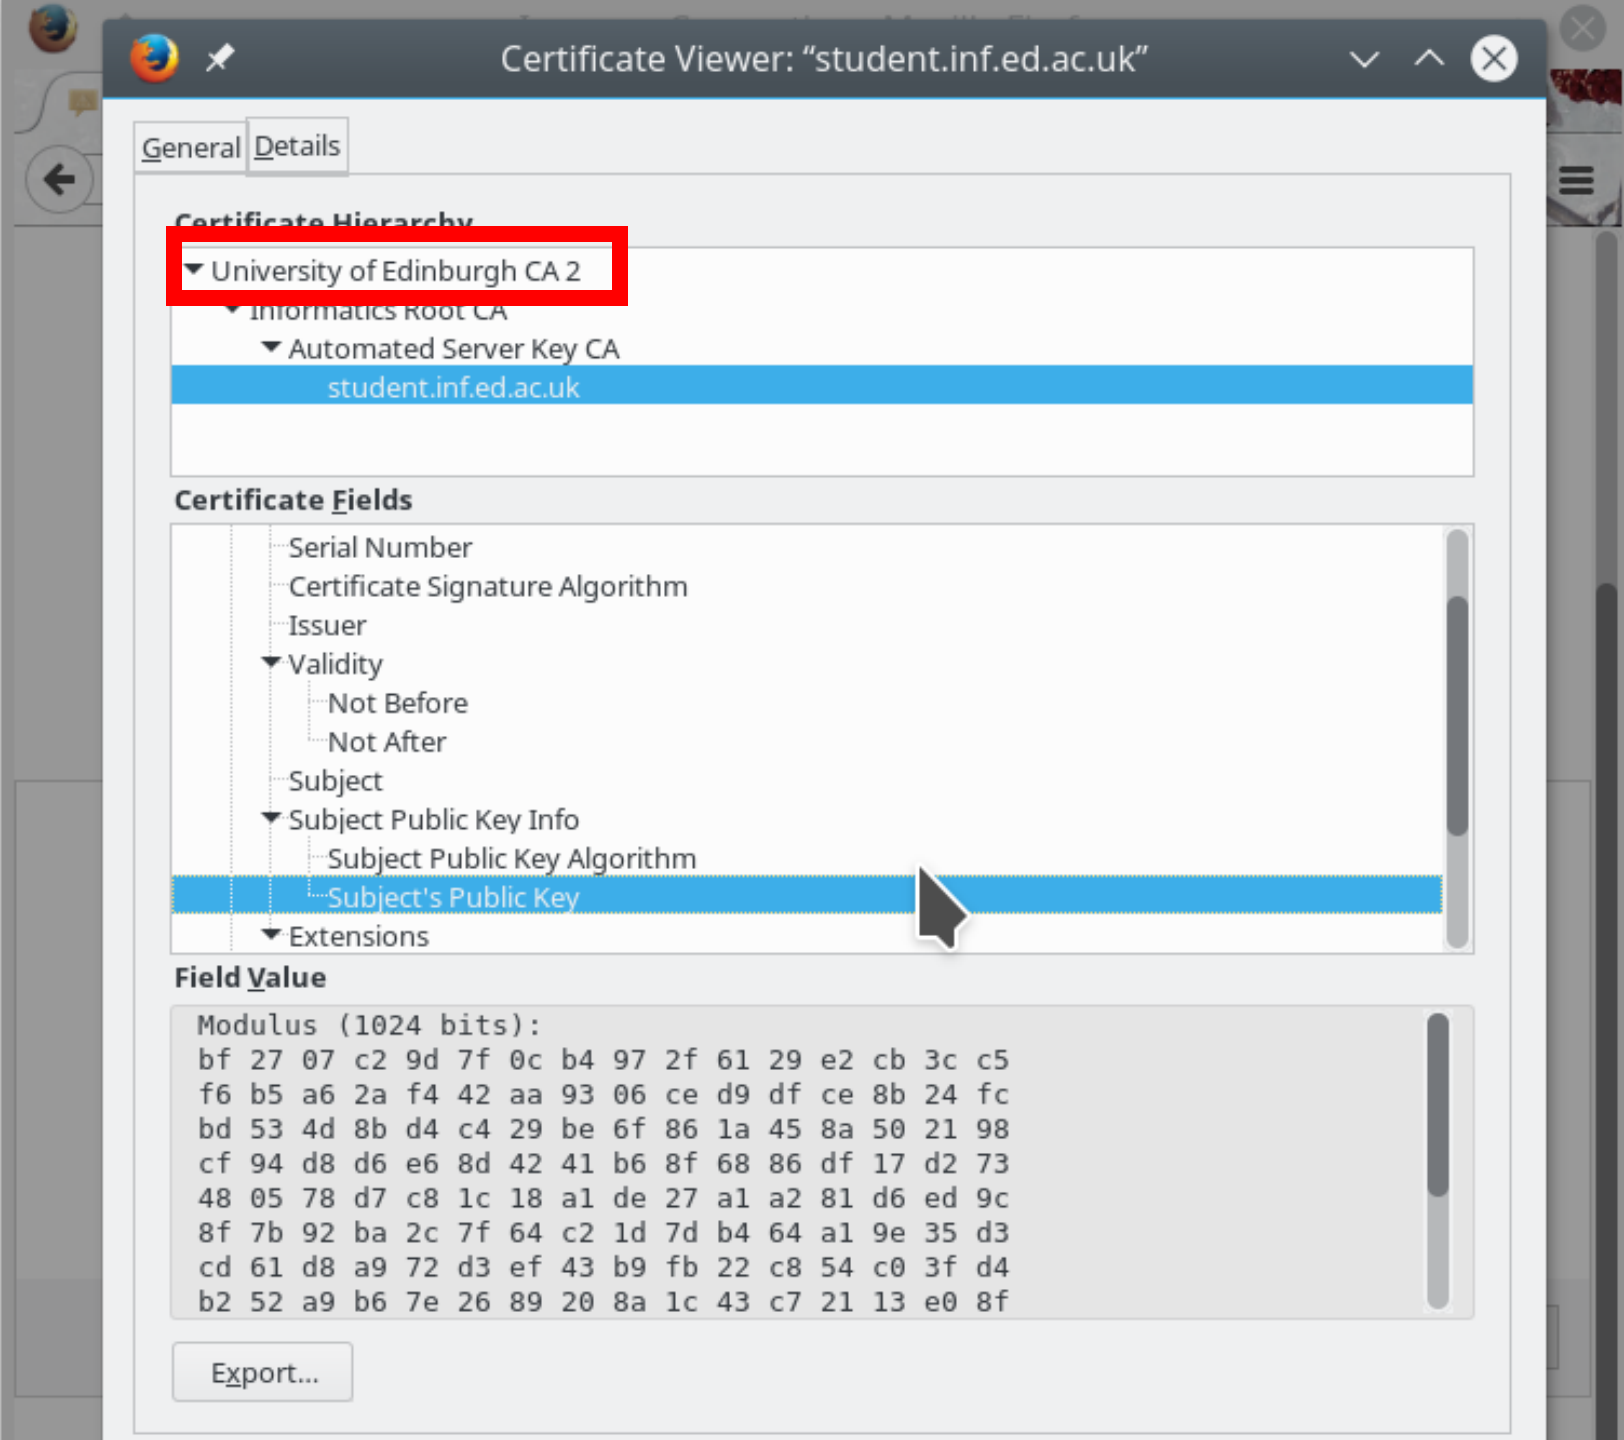 Certificate Viewer: “student.inf.ed.ac.uk”
General Details
Certificate Hierarchy
University of Edinburgh CA 2
Informatics Root CA
Automated Server Key CA
student.inf.ed.ac.uk
Certificate Fields
Serial Number
Certificate Signature Algorithm
Issuer
Validity
Not Before
Not After
Subject
Subject Public Key Info
Subject Public Key Algorithm
Subject's Public Key
Extensions
Field Value
Modulus (1024 bits):
bf 27 07 c2 9d 7f 0c b4 97 2f 61 29 e2 cb 3c c5
f6 b5 a6 2a f4 42 aa 93 06 ce d9 df ce 8b 24 fc
bd 53 4d 8b d4 c4 29 be 6f 86 1a 45 8a 50 21 98
cf 94 d8 d6 e6 8d 42 41 b6 8f 68 86 df 17 d2 73
48 05 78 d7 c8 1c 18 a1 de 27 a1 a2 81 d6 ed 9c
8f 7b 92 ba 2c 7f 64 c2 1d 7d b4 64 a1 9e 35 d3
cd 61 d8 a9 72 d3 ef 43 b9 fb 22 c8 54 c0 3f d4
b2 52 a9 b6 7e 26 89 20 8a 1c 43 c7 21 13 e0 8f
Export...